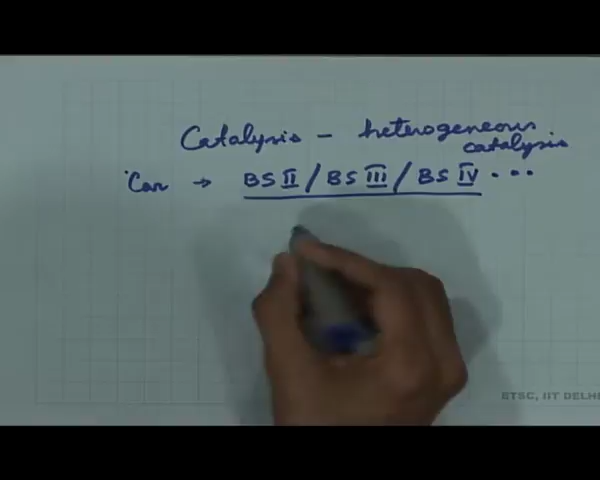 Catalysis - heterogeneous
catalysis
Car → BS II / BS III / BS IV ...
ETSC, IIT DELHI